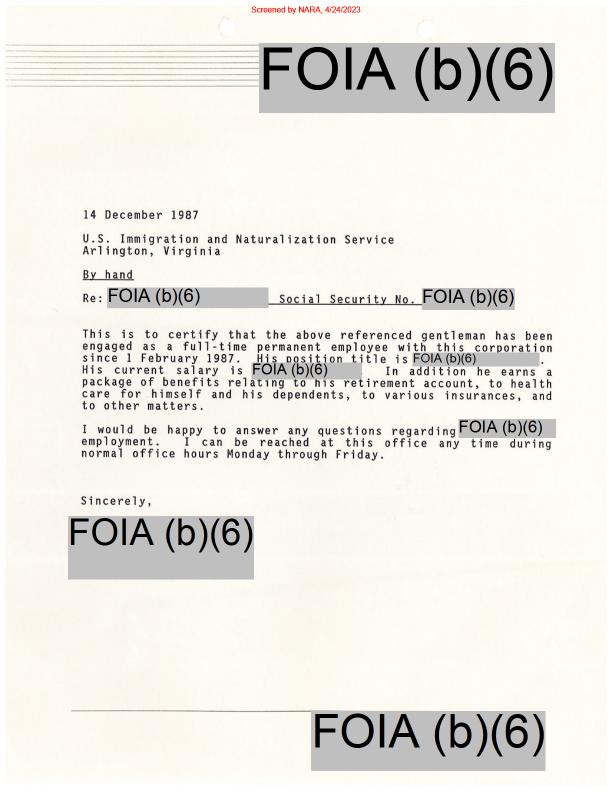 Screened by NARA, 4/24/2023
FOIA (b)(6)
14 December 1987
U.S. Immigration and Naturalization Service
Arlington, Virginia
By hand
Re: FOIA (b)(6) Social Security No. FOIA (b)(6)
This is to certify that the above referenced gentleman has been
engaged as a full-time permanent employee with this corporation
since 1 February 1987. His position title is FOIA (b)(6).
His current salary is FOIA (b)(6) In addition he earns a
package of benefits relating to his retirement account, to health
care for himself and his dependents, to various insurances, and
to other matters.
I would be happy to answer any questions regarding FOIA (b)(6)
employment. I can be reached at this office any time during
normal office hours Monday through Friday.
Sincerely,
FOIA (b)(6)
FOIA (b)(6)